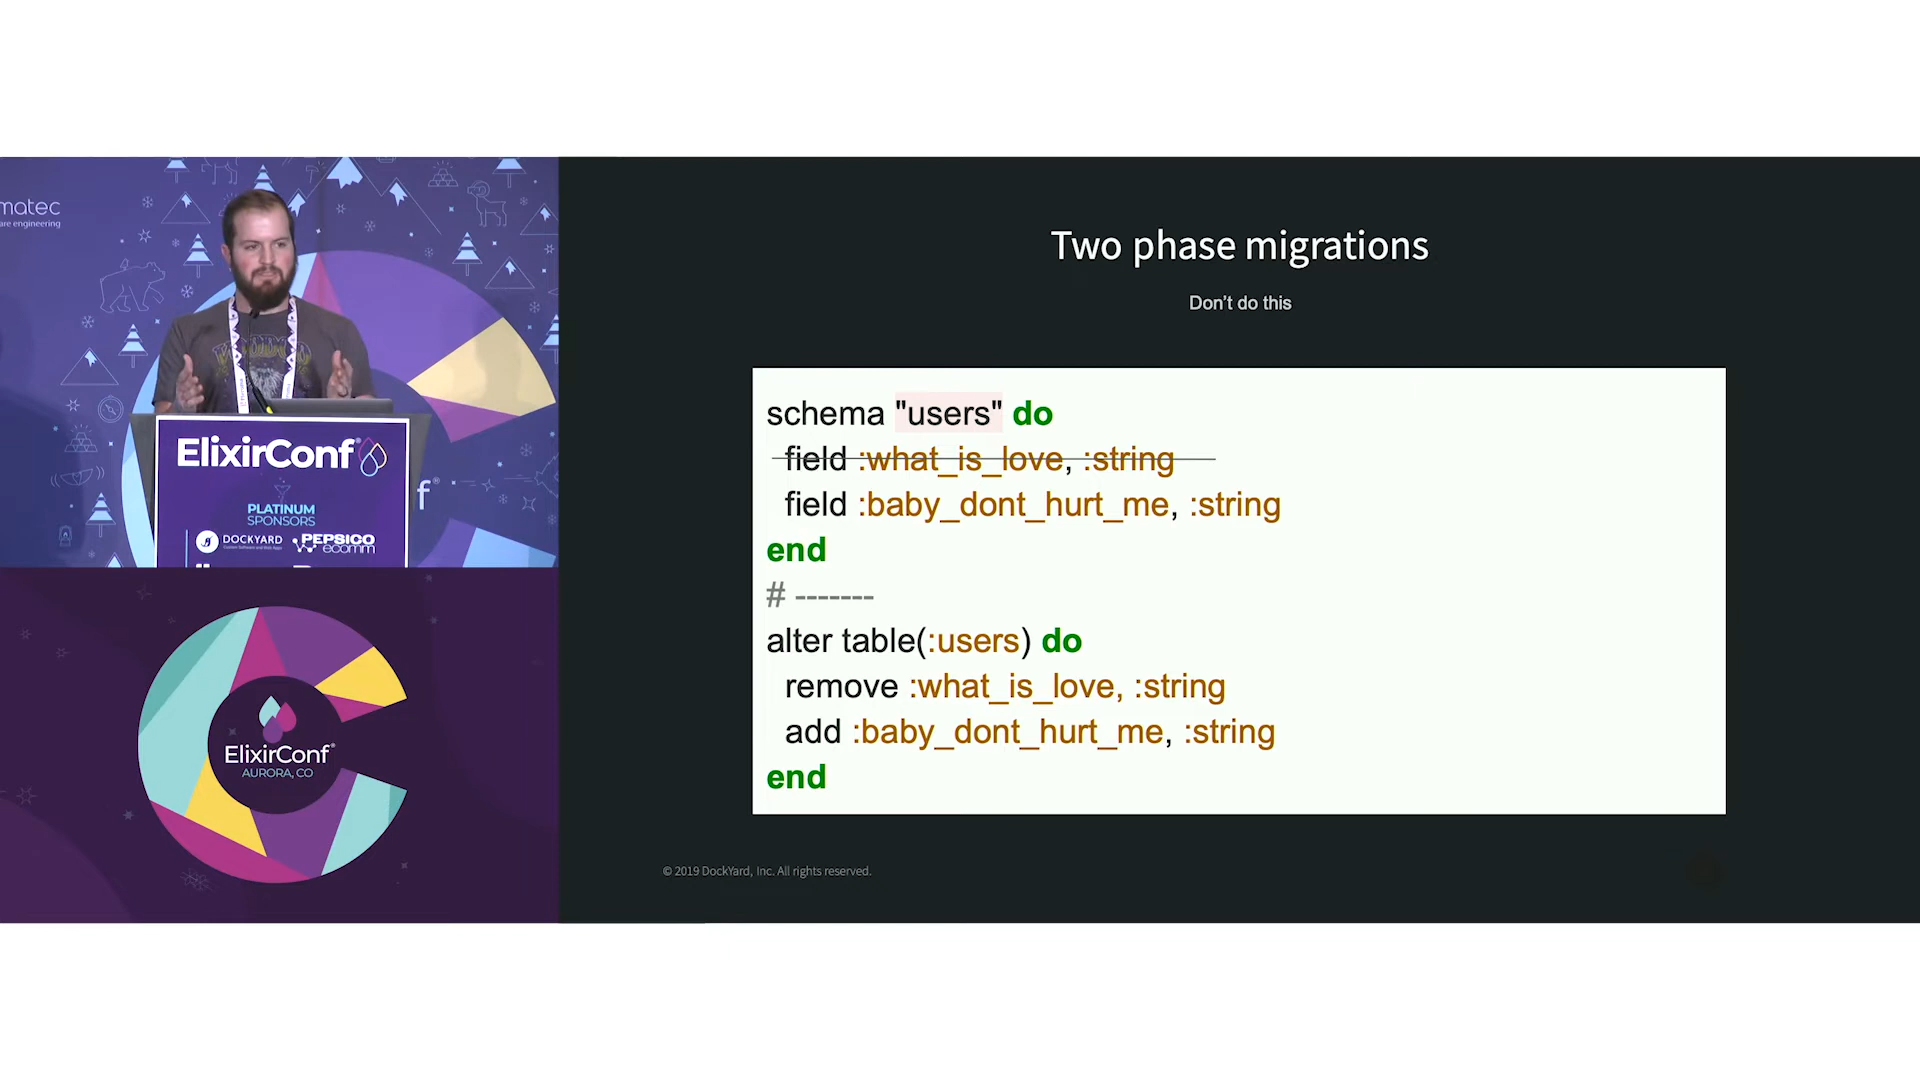 matec
are engineering
ElixirConf®
PLATINUM
SPONSORS
DOCKYARD
PEPSICO
ecomm
f®
ElixirConf®
AURORA, CO
Two phase migrations
Don't do this
schema "users" do
field :what_is_love, :string
field :baby_dont_hurt_me, :string
end
# -------
alter table(:users) do
remove :what_is_love, :string
add :baby_dont_hurt_me, :string
end
© 2019 DockYard, Inc. All rights reserved.